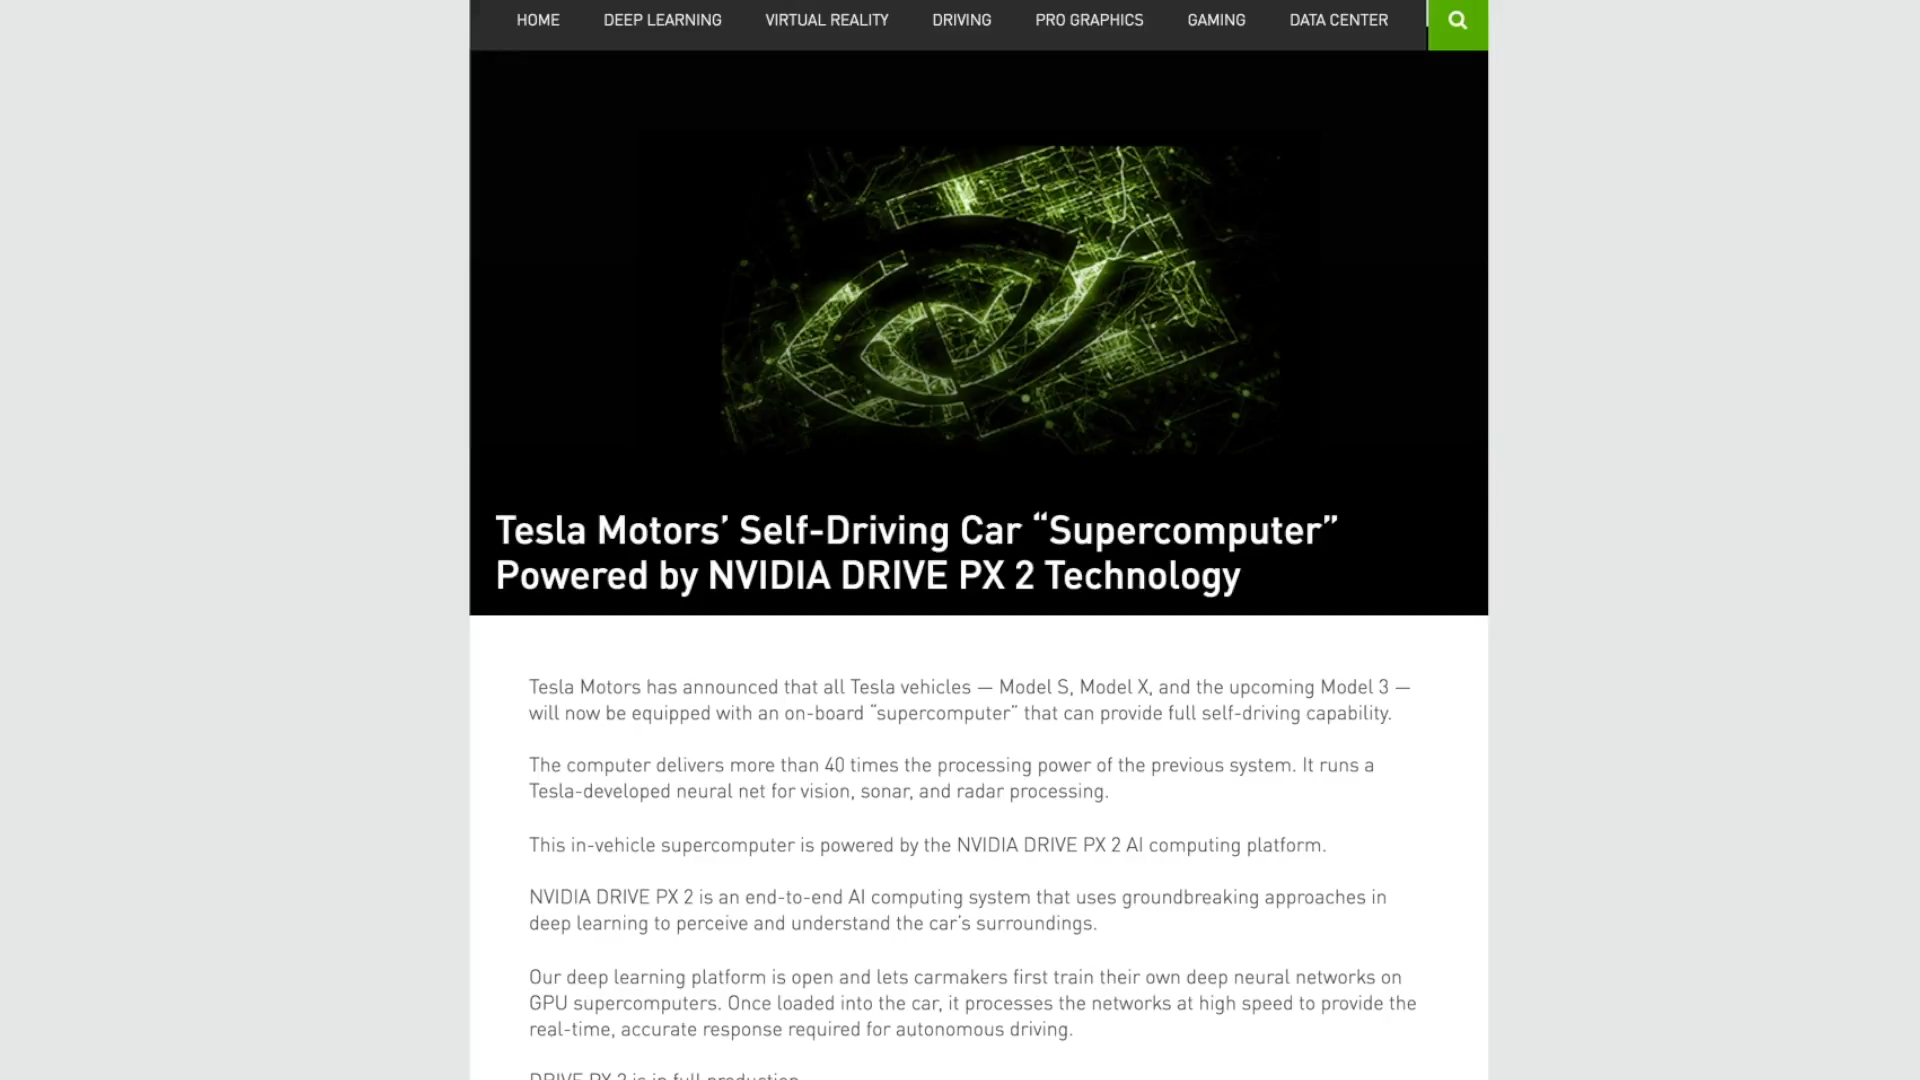 HOME DEEP LEARNING VIRTUAL REALITY DRIVING PRO GRAPHICS GAMING DATA CENTER
Tesla Motors’ Self-Driving Car “Supercomputer”
Powered by NVIDIA DRIVE PX 2 Technology
Tesla Motors has announced that all Tesla vehicles — Model S, Model X, and the upcoming Model 3 —
will now be equipped with an on-board “supercomputer” that can provide full self-driving capability.
The computer delivers more than 40 times the processing power of the previous system. It runs a
Tesla-developed neural net for vision, sonar, and radar processing.
This in-vehicle supercomputer is powered by the NVIDIA DRIVE PX 2 AI computing platform.
NVIDIA DRIVE PX 2 is an end-to-end AI computing system that uses groundbreaking approaches in
deep learning to perceive and understand the car’s surroundings.
Our deep learning platform is open and lets carmakers first train their own deep neural networks on
GPU supercomputers. Once loaded into the car, it processes the networks at high speed to provide the
real-time, accurate response required for autonomous driving.
DRIVE PX 2 is in full production